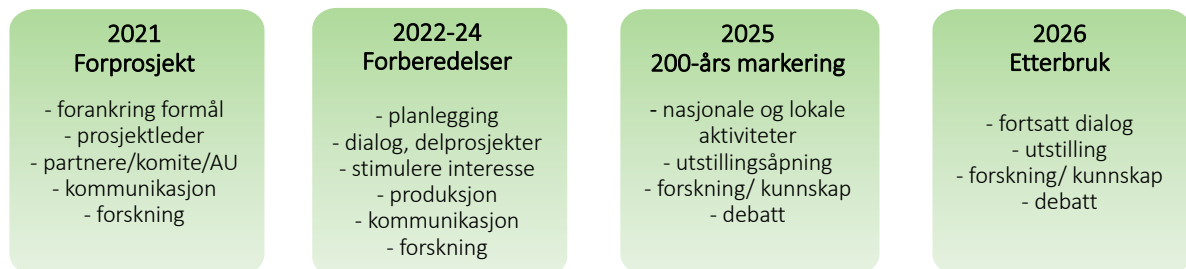 2021
Forprosjekt
- forankring formål
- prosjektleder
- partnere/komite/AU
- kommunikasjon
- forskning
2022-24
Forberedelser
- planlegging
- dialog, delprosjekter
- stimulere interesse
- produksjon
- kommunikasjon
- forskning
2025
200-års markering
- nasjonale og lokale
aktiviteter
- utstillingsåpning
- forskning/ kunnskap
- debatt
2026
Etterbruk
- fortsatt dialog
- utstilling
- forskning/ kunnskap
- debatt